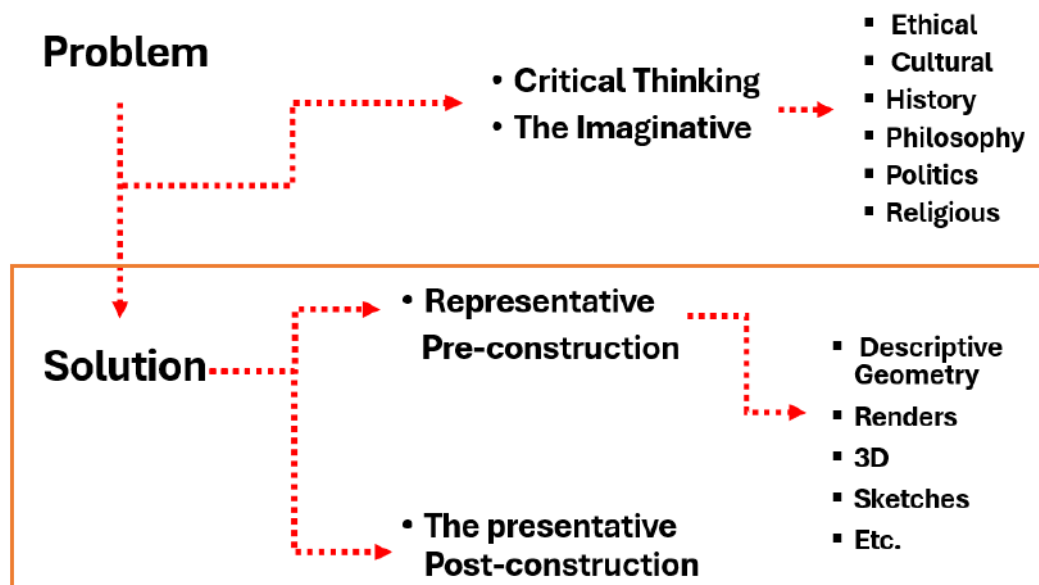 Problem
• Critical Thinking
• The Imaginative
▪ Ethical
▪ Cultural
▪ History
▪ Philosophy
▪ Politics
▪ Religious
Solution
• Representative
Pre-construction
▪ Descriptive
Geometry
▪ Renders
▪ 3D
▪ Sketches
▪ Etc.
• The presentative
Post-construction